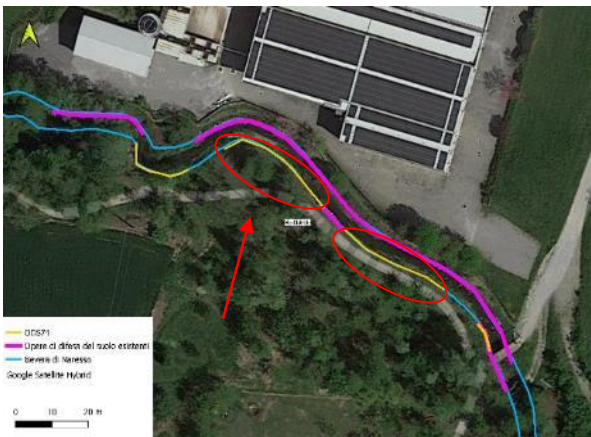 ODS71
Opere di difesa del suolo esistenti
Bevera di Naresso
Google Satellite Hybrid
0 10 20 m